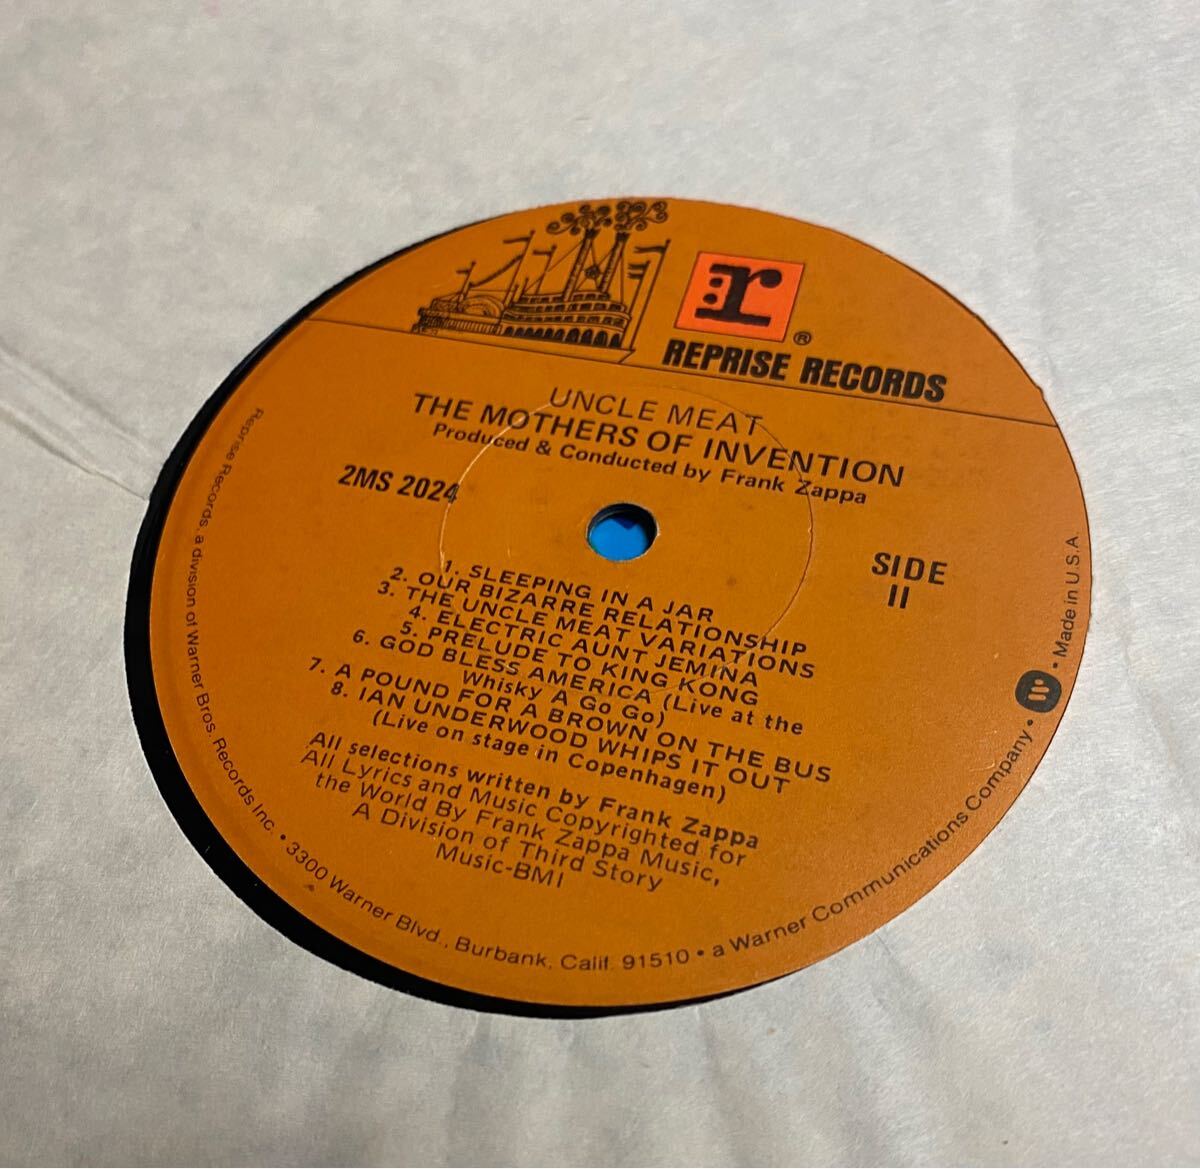 r
®
REPRISE RECORDS
UNCLE MEAT
THE MOTHERS OF INVENTION
Produced & Conducted by Frank Zappa
2MS 2024
SIDE
II
1. SLEEPING IN A JAR
2. OUR BIZARRE RELATIONSHIP
3. THE UNCLE MEAT VARIATIONS
4. ELECTRIC AUNT JEMINA
5. PRELUDE TO KING KONG
6. GOD BLESS AMERICA (Live at the
Whisky A Go Go)
7. A POUND FOR A BROWN ON THE BUS
8. IAN UNDERWOOD WHIPS IT OUT
(Live on stage in Copenhagen)
All selections written by Frank Zappa
All Lyrics and Music Copyrighted for
the World By Frank Zappa Music,
A Division of Third Story
Music-BMI
Reprise Records, a division of Warner Bros. Records Inc. • 3300 Warner Blvd., Burbank, Calif. 91510 • a Warner Communications Company • W • Made in U.S.A.